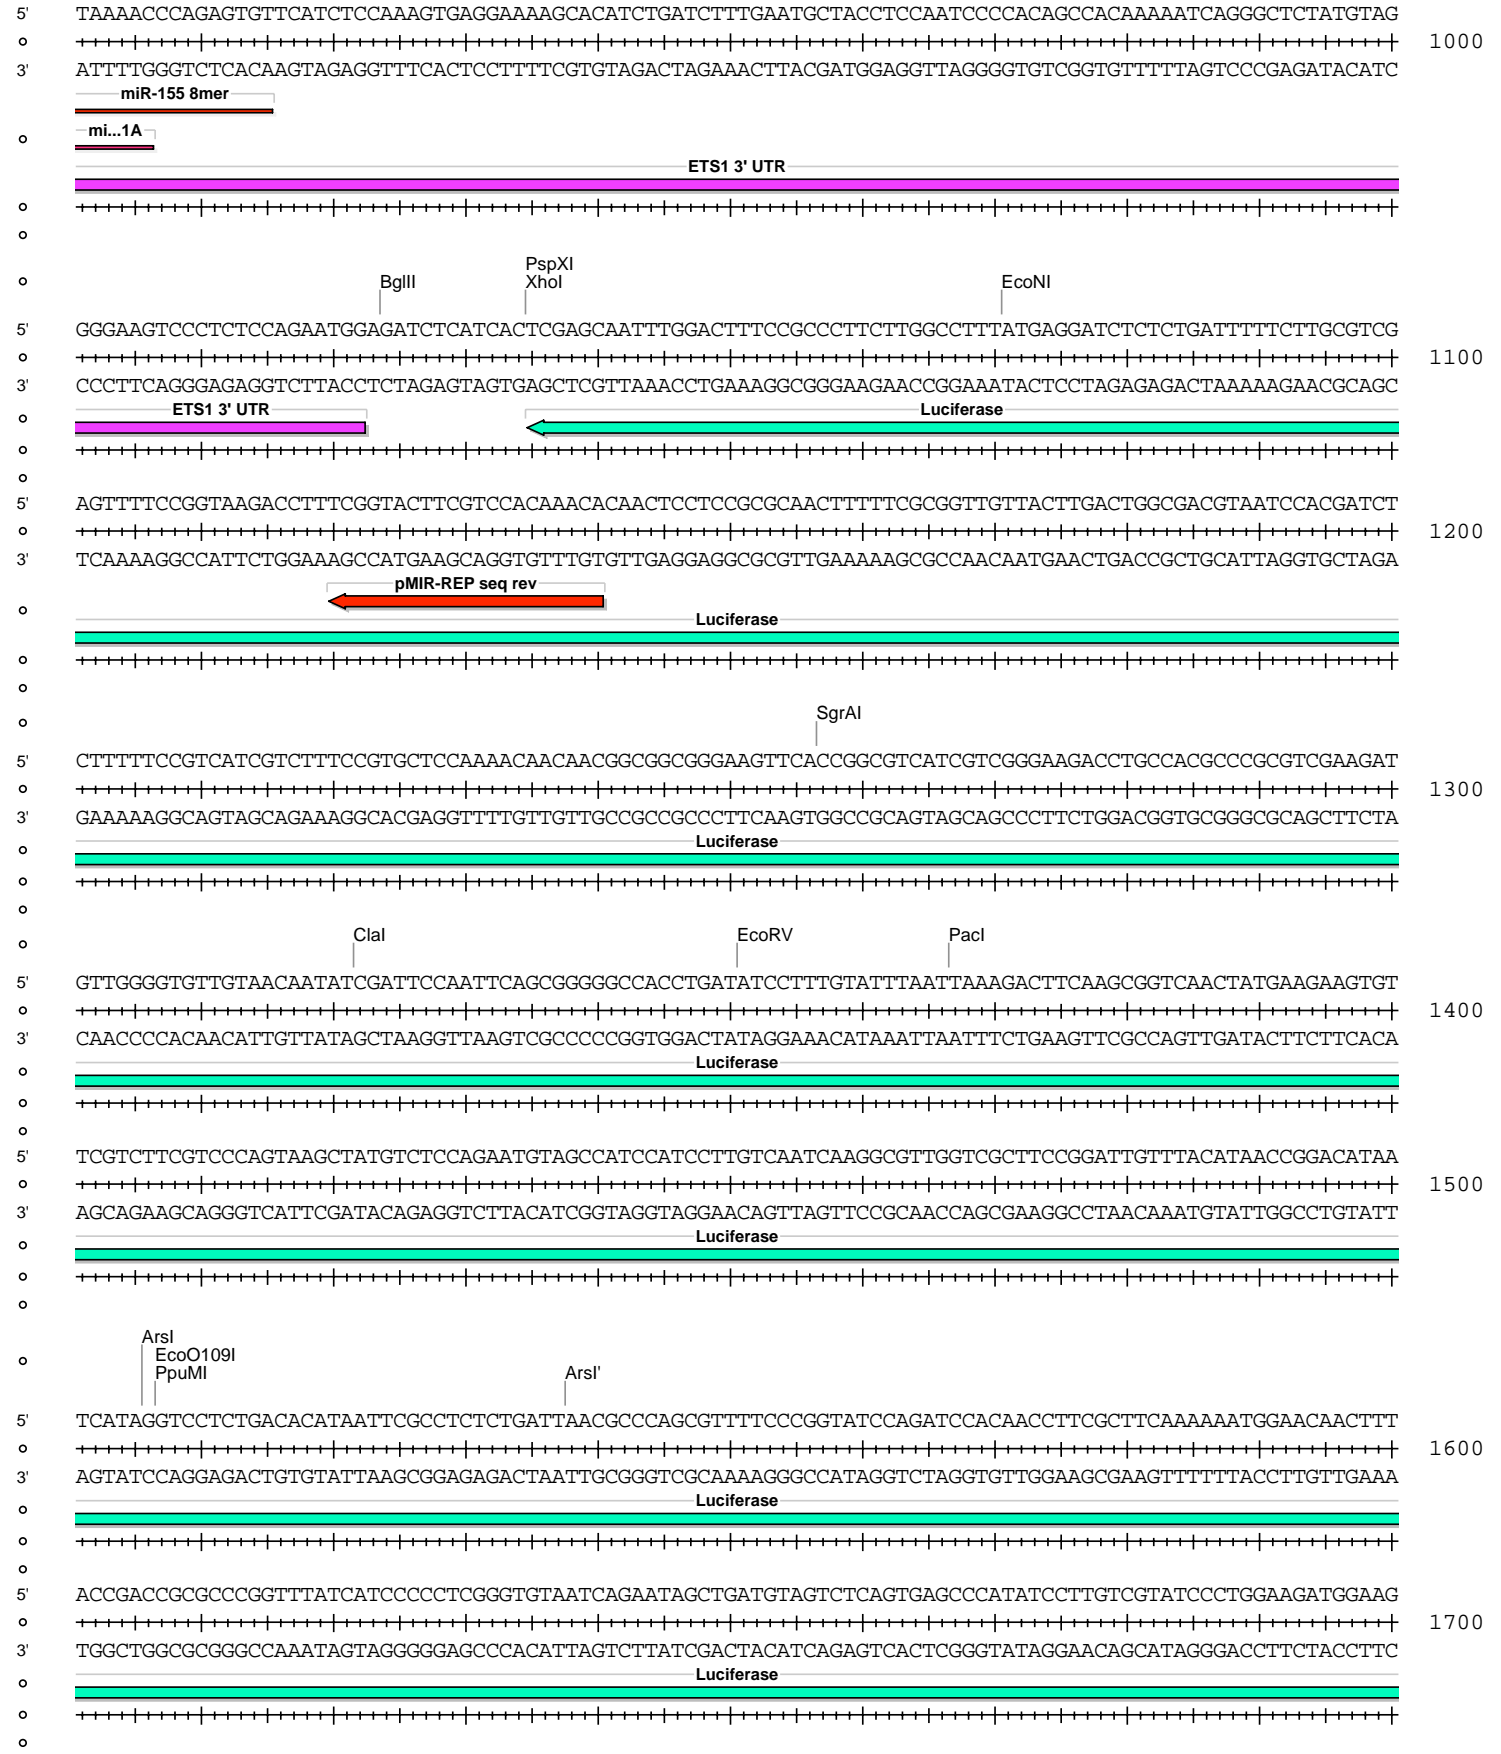 5' TAAAACCCAGAGTGTTCATCTCCAAAGTGAGGAAAAGCACATCTGATCTTTGAATGCTACCTCCAATCCCCACAGCCACAAAAATCAGGGCTCTATGTAG
1000
3' ATTTTGGGTCTCACAAGTAGAGGTTTCACTCCTTTTCGTGTAGACTAGAAACTTACGATGGAGGTTAGGGGTGTCGGTGTTTTTAGTCCCGAGATACATC
miR-155 8mer
mi...1A
ETS1 3' UTR
PspXI
BglII XhoI EcoNI
5' GGGAAGTCCCTCTCCAGAATGGAGATCTCATCACTCGAGCAATTTGGACTTTCCGCCCTTCTTGGCCTTTATGAGGATCTCTCTGATTTTTCTTGCGTCG
1100
3' CCCTTCAGGGAGAGGTCTTACCTCTAGAGTAGTGAGCTCGTTAAACCTGAAAGGCGGGAAGAACCGGAAATACTCCTAGAGAGACTAAAAAGAACGCAGC
ETS1 3' UTR Luciferase
5' AGTTTTCCGGTAAGACCTTTCGGTACTTCGTCCACAAACACAACTCCTCCGCGCAACTTTTTCGCGGTTGTTACTTGACTGGCGACGTAATCCACGATCT
1200
3' TCAAAAGGCCATTCTGGAAAGCCATGAAGCAGGTGTTTGTGTTGAGGAGGCGCGTTGAAAAAGCGCCAACAATGAACTGACCGCTGCATTAGGTGCTAGA
pMIR-REP seq rev
Luciferase
SgrAI
5' CTTTTTCCGTCATCGTCTTTCCGTGCTCCAAAACAACAACGGCGGCGGGAAGTTCACCGGCGTCATCGTCGGGAAGACCTGCCACGCCCGCGTCGAAGAT
1300
3' GAAAAAGGCAGTAGCAGAAAGGCACGAGGTTTTGTTGTTGCCGCCGCCCTTCAAGTGGCCGCAGTAGCAGCCCTTCTGGACGGTGCGGGCGCAGCTTCTA
Luciferase
ClaI EcoRV PacI
5' GTTGGGGTGTTGTAACAATATCGATTCCAATTCAGCGGGGGCCACCTGATATCCTTTGTATTTAATTAAAGACTTCAAGCGGTCAACTATGAAGAAGTGT
1400
3' CAACCCCACAACATTGTTATAGCTAAGGTTAAGTCGCCCCCGGTGGACTATAGGAAACATAAATTAATTTCTGAAGTTCGCCAGTTGATACTTCTTCACA
Luciferase
5' TCGTCTTCGTCCCAGTAAGCTATGTCTCCAGAATGTAGCCATCCATCCTTGTCAATCAAGGCGTTGGTCGCTTCCGGATTGTTTACATAACCGGACATAA
1500
3' AGCAGAAGCAGGGTCATTCGATACAGAGGTCTTACATCGGTAGGTAGGAACAGTTAGTTCCGCAACCAGCGAAGGCCTAACAAATGTATTGGCCTGTATT
Luciferase
ArsI
EcoO109I
PpuMI ArsI'
5' TCATAGGTCCTCTGACACATAATTCGCCTCTCTGATTAACGCCCAGCGTTTTCCCGGTATCCAGATCCACAACCTTCGCTTCAAAAAATGGAACAACTTT
1600
3' AGTATCCAGGAGACTGTGTATTAAGCGGAGAGACTAATTGCGGGTCGCAAAAGGGCCATAGGTCTAGGTGTTGGAAGCGAAGTTTTTTACCTTGTTGAAA
Luciferase
5' ACCGACCGCGCCCGGTTTATCATCCCCCTCGGGTGTAATCAGAATAGCTGATGTAGTCTCAGTGAGCCCATATCCTTGTCGTATCCCTGGAAGATGGAAG
1700
3' TGGCTGGCGCGGGCCAAATAGTAGGGGGAGCCCACATTAGTCTTATCGACTACATCAGAGTCACTCGGGTATAGGAACAGCATAGGGACCTTCTACCTTC
Luciferase